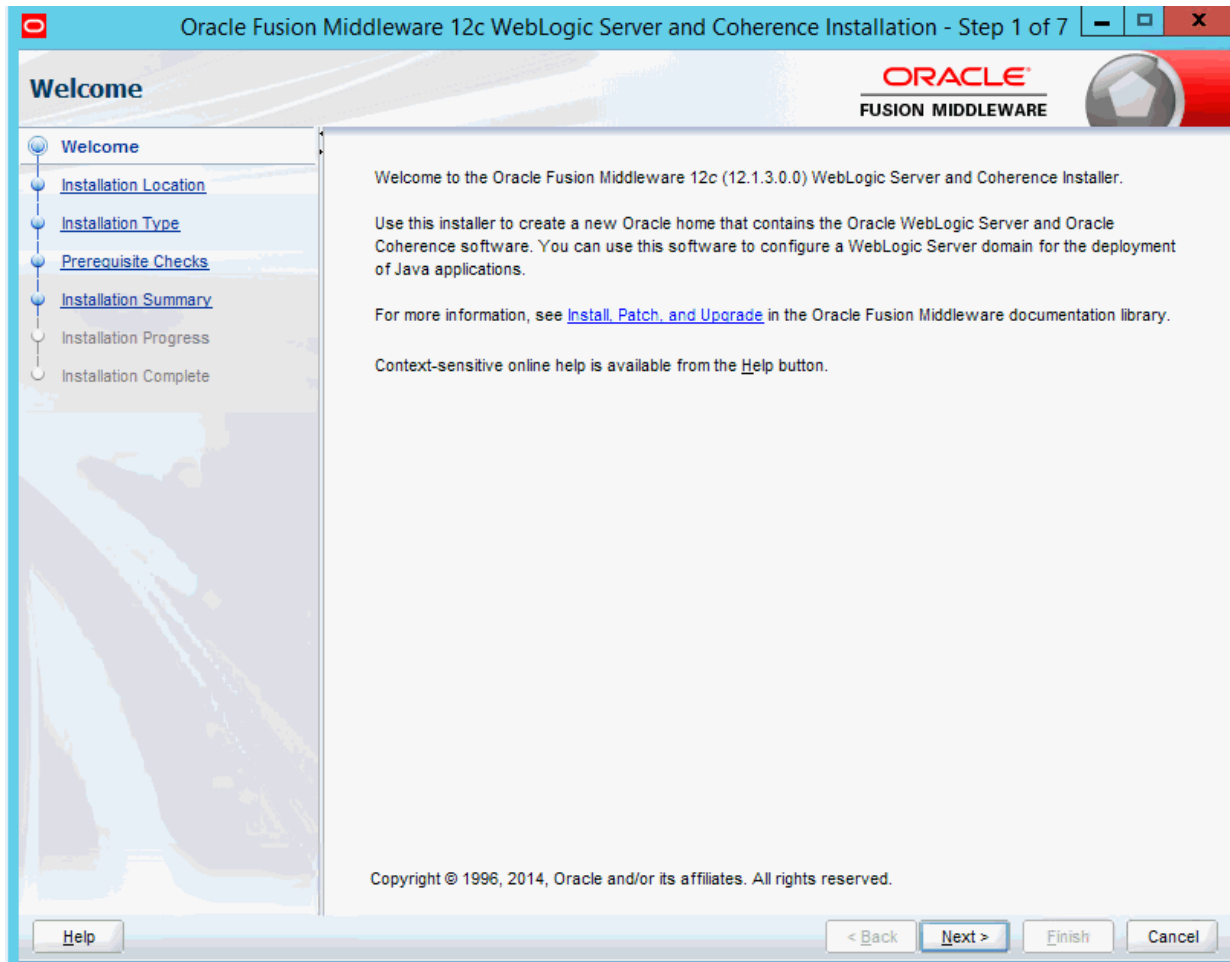 Oracle Fusion Middleware 12c WebLogic Server and Coherence Installation - Step 1 of 7
Welcome
ORACLE
FUSION MIDDLEWARE
Welcome
Installation Location
Installation Type
Prerequisite Checks
Installation Summary
Installation Progress
Installation Complete
Welcome to the Oracle Fusion Middleware 12c (12.1.3.0.0) WebLogic Server and Coherence Installer.
Use this installer to create a new Oracle home that contains the Oracle WebLogic Server and Oracle
Coherence software. You can use this software to configure a WebLogic Server domain for the deployment
of Java applications.
For more information, see Install, Patch, and Upgrade in the Oracle Fusion Middleware documentation library.
Context-sensitive online help is available from the Help button.
Copyright © 1996, 2014, Oracle and/or its affiliates. All rights reserved.
Help
< Back
Next >
Finish
Cancel